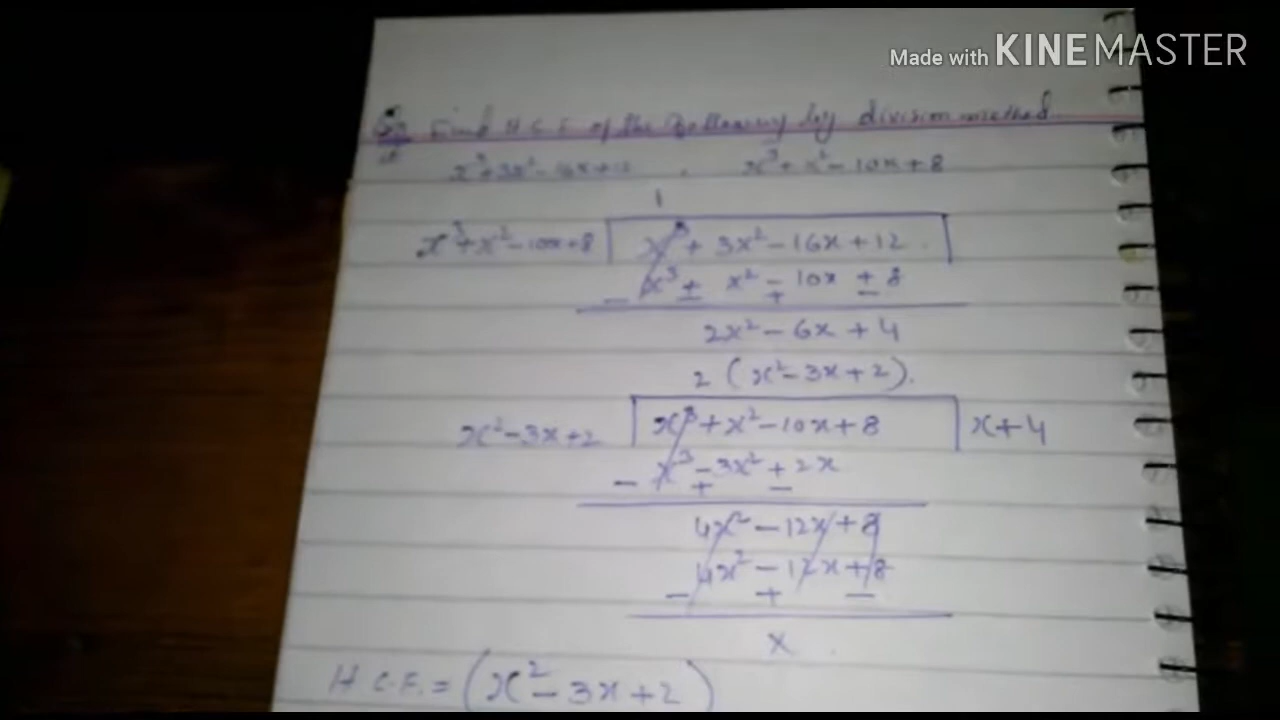 Made with KINEMASTER
Find H.C.F of the following by division method.
x³+3x²-16x+12 , x³+x²-10x+8
1
x³+x²-10x+8 x³+3x²-16x+12
- x³ + x² - 10x + 8
- + -
2x²-6x+4
2(x²-3x+2).
x²-3x+2 x³+x²-10x+8 x+4
- x³-3x²+2x
+ -
4x²-12x+8
4x²-12x+8
- + -
x
H.C.F. = (x²-3x+2)